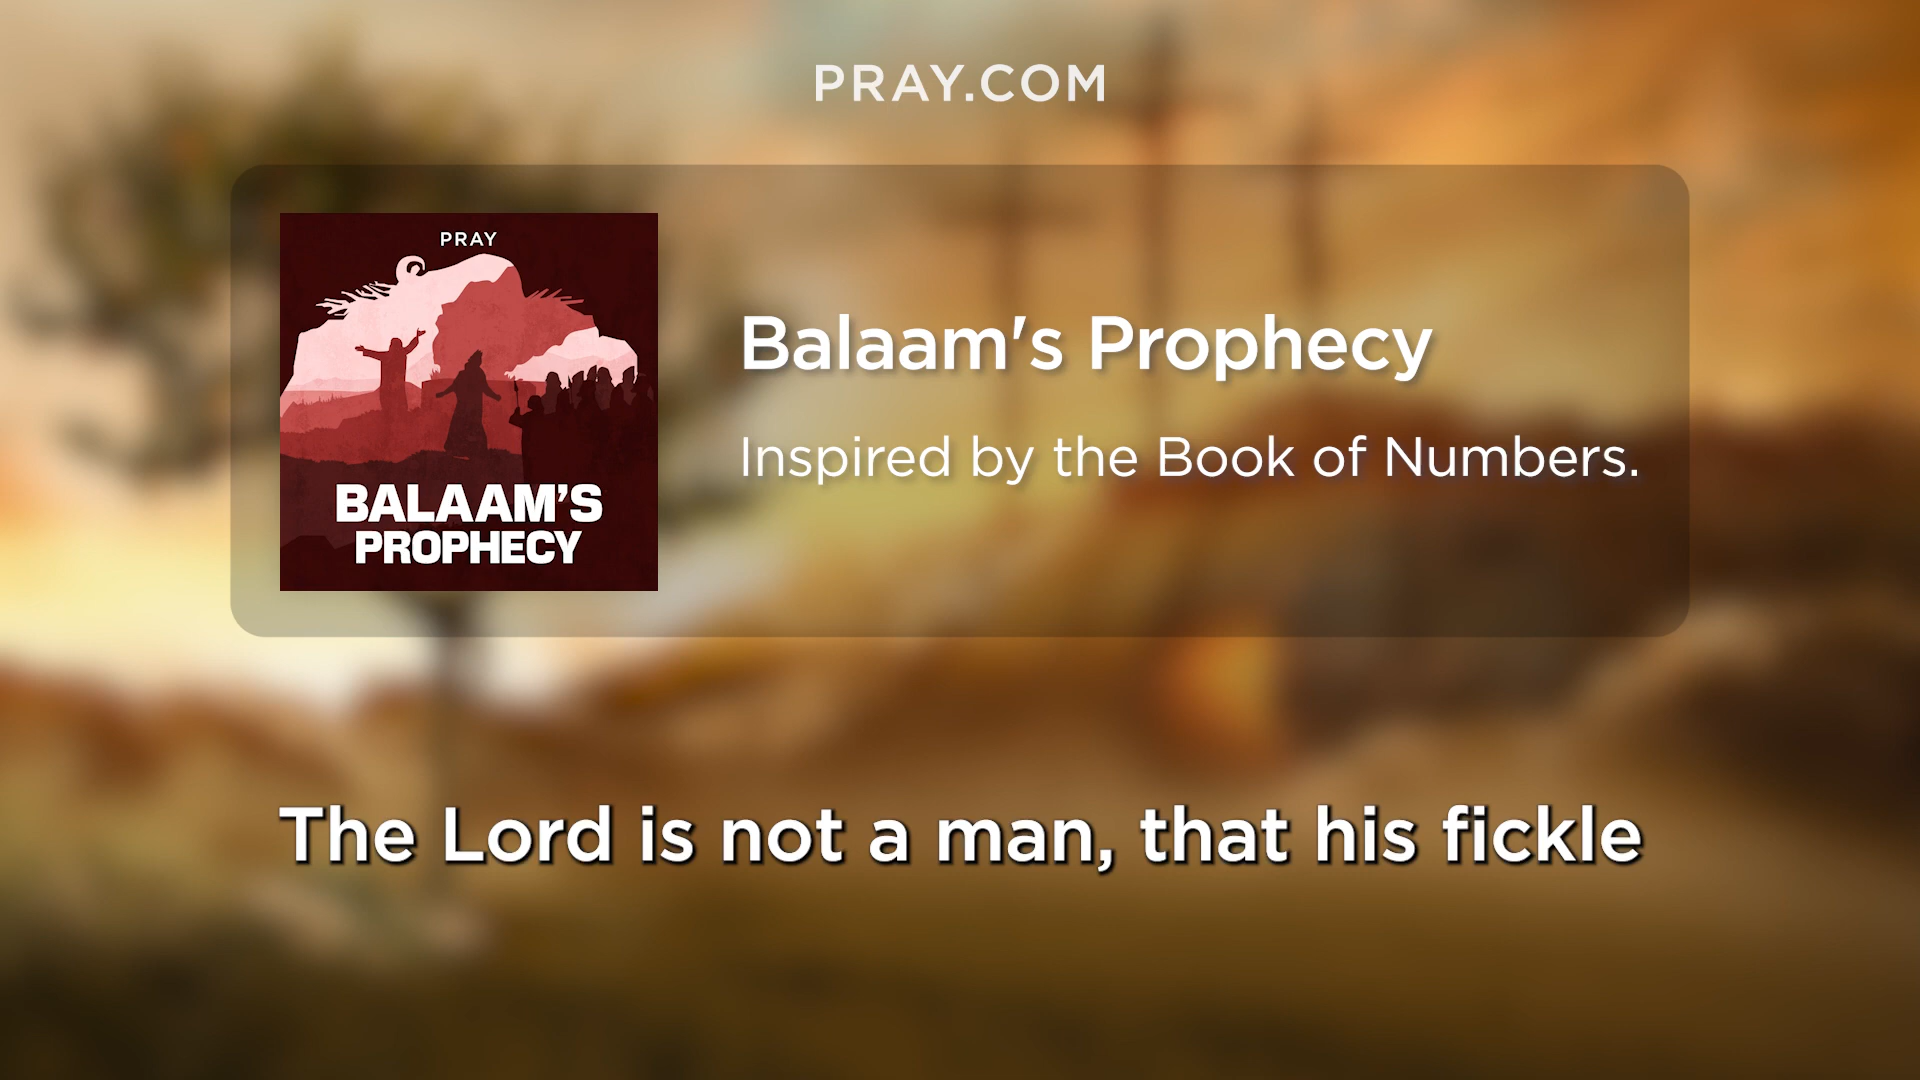 PRAY.COM
PRAY
BALAAM’S
PROPHECY
Balaam's Prophecy
Inspired by the Book of Numbers.
The Lord is not a man, that his fickle